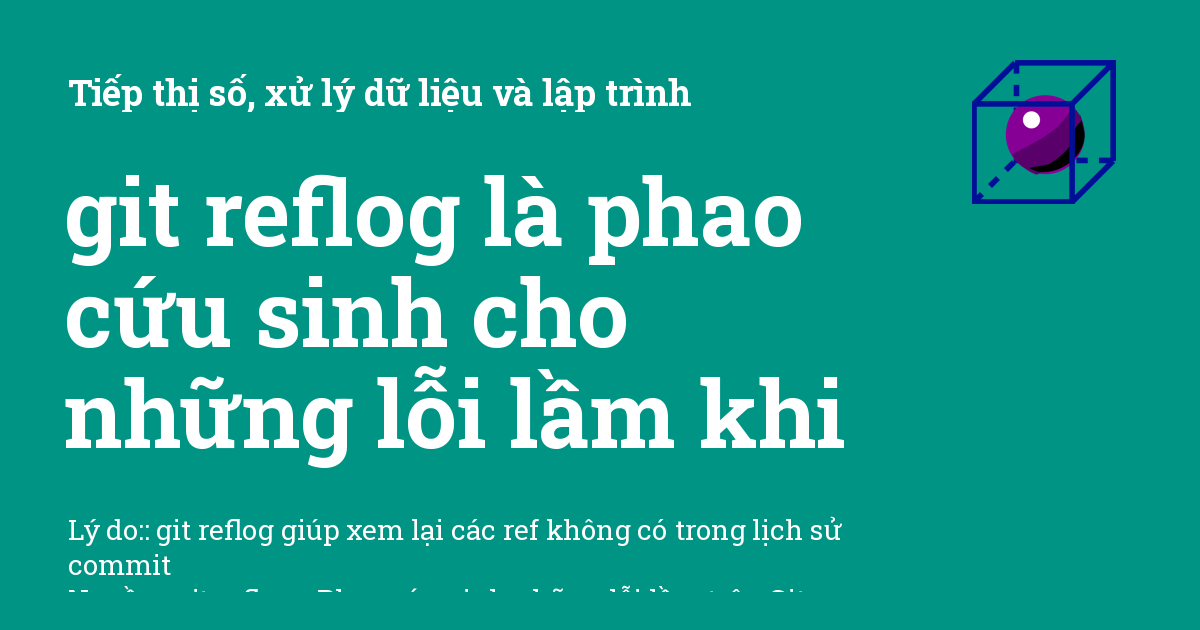 Tiếp thị số, xử lý dữ liệu và lập trình
git reflog là phao
cứu sinh cho
những lỗi lầm khi
Lý do:: git reflog giúp xem lại các ref không có trong lịch sử
commit